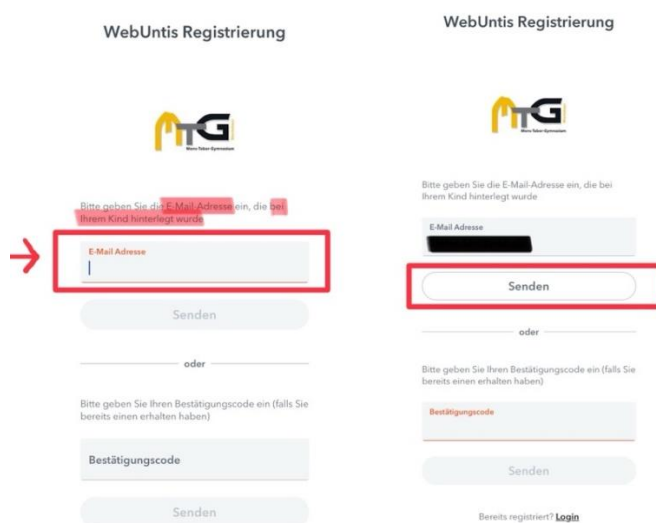 WebUntis Registrierung
MTG
Bitte geben Sie die E-Mail-Adresse ein, die bei
Ihrem Kind hinterlegt wurde
E-Mail Adresse
Senden
oder
Bitte geben Sie Ihren Bestätigungscode ein (falls Sie
bereits einen erhalten haben)
Bestätigungscode
Senden
WebUntis Registrierung
MTG
Bitte geben Sie die E-Mail-Adresse ein, die bei
Ihrem Kind hinterlegt wurde
E-Mail Adresse
Senden
oder
Bitte geben Sie Ihren Bestätigungscode ein (falls Sie
bereits einen erhalten haben)
Bestätigungscode
Senden
Bereits registriert? Login